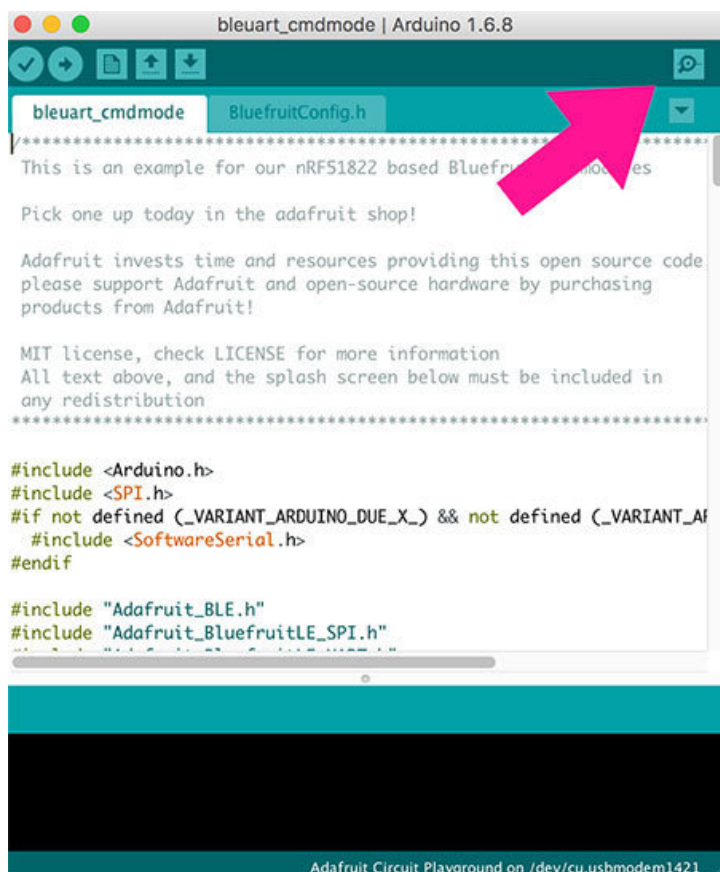 bleuart_cmdmode | Arduino 1.6.8
bleuart_cmdmode BluefruitConfig.h
/*********************************************************************
This is an example for our nRF51822 based Bluefr
Pick one up today in the adafruit shop!
Adafruit invests time and resources providing this open source code
please support Adafruit and open-source hardware by purchasing
products from Adafruit!
MIT license, check LICENSE for more information
All text above, and the splash screen below must be included in
any redistribution
*********************************************************************
#include <Arduino.h>
#include <SPI.h>
#if not defined (_VARIANT_ARDUINO_DUE_X_) && not defined (_VARIANT_AR
#include <SoftwareSerial.h>
#endif
#include "Adafruit_BLE.h"
#include "Adafruit_BluefruitLE_SPI.h"
Adafruit Circuit Playground on /dev/cu.usbmodem1421